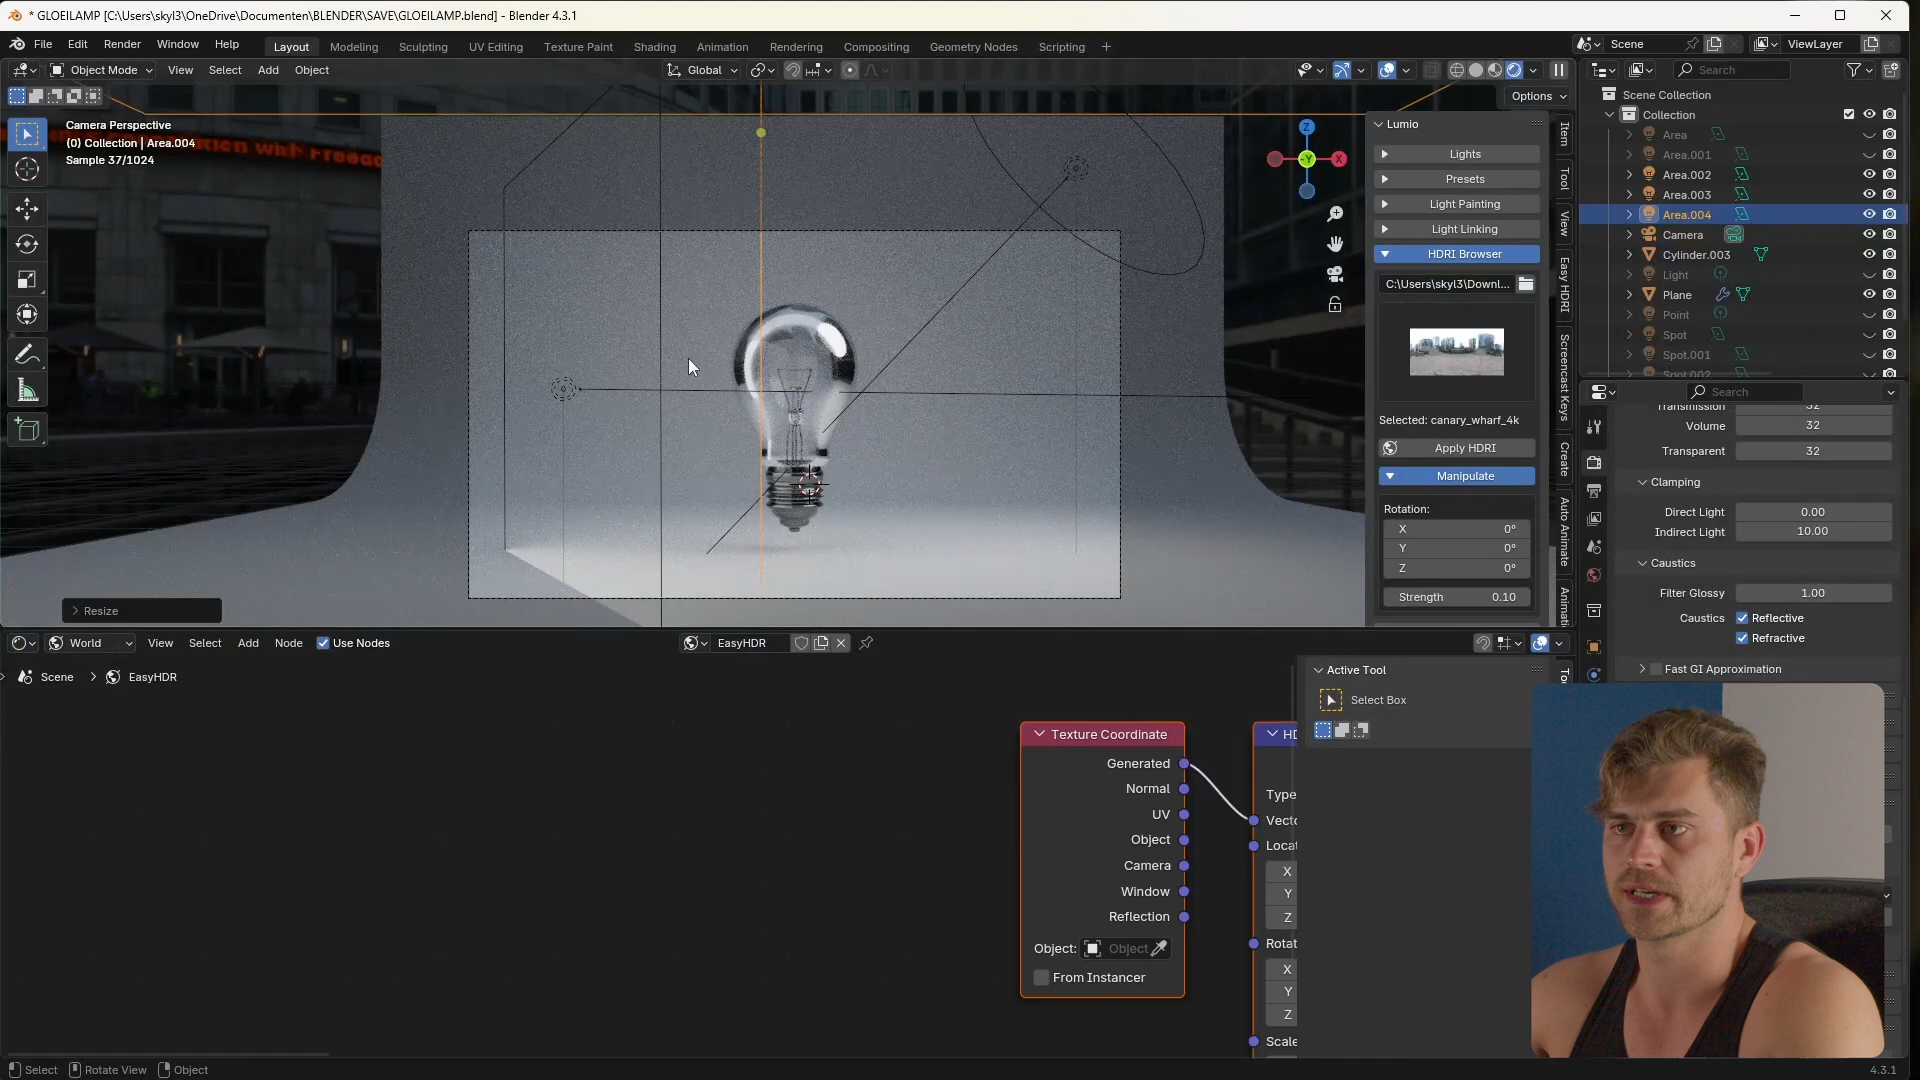 * GLOEILAMP [C:\Users\skyl3\OneDrive\Documenten\BLENDER\SAVE\GLOEILAMP.blend] - Blender 4.3.1
File Edit Render Window Help Layout Modeling Sculpting UV Editing Texture Paint Shading Animation Rendering Compositing Geometry Nodes Scripting + Scene ViewLayer
Object Mode View Select Add Object Global Search
Options
Camera Perspective
(0) Collection | Area.004
Sample 37/1024
Z
X
-Y
Lumio
Lights
Presets
Light Painting
Light Linking
HDRI Browser
C:\Users\skyl3\Downl...
Selected: canary_wharf_4k
Apply HDRI
Manipulate
Rotation:
X 0°
Y 0°
Z 0°
Strength 0.10
Item
Tool
View
Easy HDRI
Screencast Keys
Create
Auto Animate
Animati
Scene Collection
Collection
Area
Area.001
Area.002
Area.003
Area.004
Camera
Cylinder.003
Light
Plane
Point
Spot
Spot.001
Spot.002
Search
Transmission 32
Volume 32
Transparent 32
Clamping
Direct Light 0.00
Indirect Light 10.00
Caustics
Filter Glossy 1.00
Caustics Reflective
Refractive
Fast GI Approximation
Resize
World View Select Add Node Use Nodes EasyHDR
Scene > EasyHDR
Active Tool
Select Box
Texture Coordinate
Generated
Normal
UV
Object
Camera
Window
Reflection
Object: Object
From Instancer
HD
Type
Vecto
Locat
X
Y
Z
Rotat
X
Y
Z
Scale
Select Rotate View Object 4.3.1